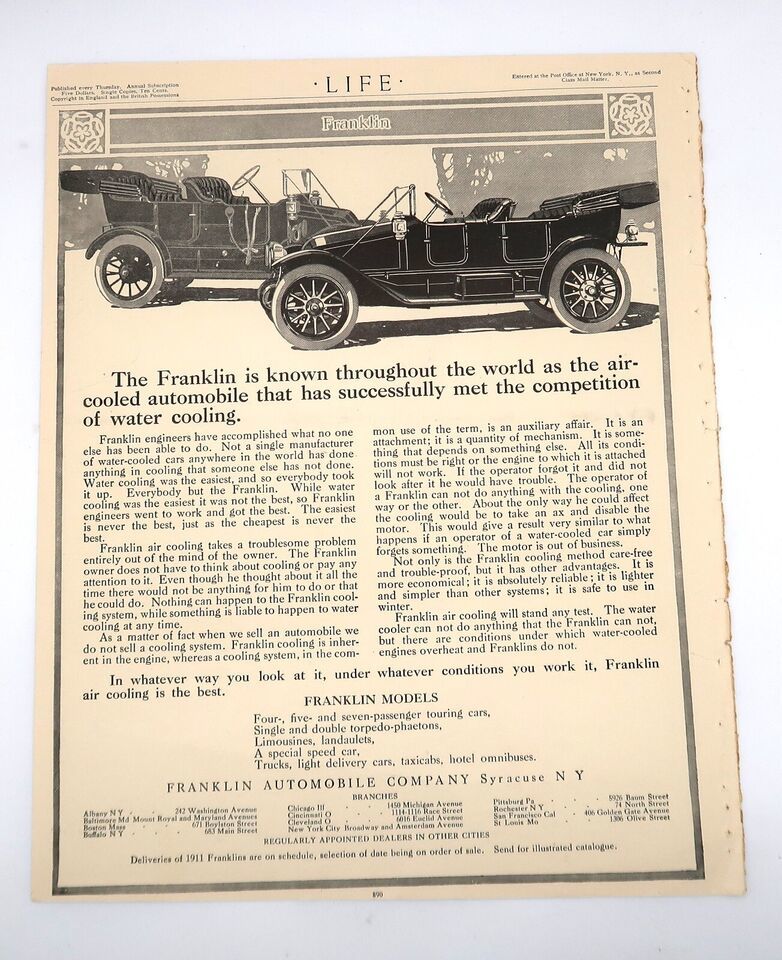 Published every Thursday. Annual Subscription
Five Dollars. Single Copies, Ten Cents.
Copyright in England and the British Possessions
·LIFE·
Entered at the Post Office at New York, N. Y., as Second
Class Mail Matter.
Franklin
The Franklin is known throughout the world as the air-
cooled automobile that has successfully met the competition
of water cooling.
Franklin engineers have accomplished what no one
else has been able to do. Not a single manufacturer
of water-cooled cars anywhere in the world has done
anything in cooling that someone else has not done.
Water cooling was the easiest, and so everybody took
it up. Everybody but the Franklin. While water
cooling was the easiest it was not the best, so Franklin
engineers went to work and got the best. The easiest
is never the best, just as the cheapest is never the
best.
Franklin air cooling takes a troublesome problem
entirely out of the mind of the owner. The Franklin
owner does not have to think about cooling or pay any
attention to it. Even though he thought about it all the
time there would not be anything for him to do or that
he could do. Nothing can happen to the Franklin cool-
ing system, while something is liable to happen to water
cooling at any time.
As a matter of fact when we sell an automobile we
do not sell a cooling system. Franklin cooling is inher-
ent in the engine, whereas a cooling system, in the com-
mon use of the term, is an auxiliary affair. It is an
attachment; it is a quantity of mechanism. It is some-
thing that depends on something else. All its condi-
tions must be right or the engine to which it is attached
will not work. If the operator forgot it and did not
look after it he would have trouble. The operator of
a Franklin can not do anything with the cooling, one
way or the other. About the only way he could affect
the cooling would be to take an ax and disable the
motor. This would give a result very similar to what
happens if an operator of a water-cooled car simply
forgets something. The motor is out of business.
Not only is the Franklin cooling method care-free
and trouble-proof, but it has other advantages. It is
more economical; it is absolutely reliable; it is lighter
and simpler than other systems; it is safe to use in
winter.
Franklin air cooling will stand any test. The water
cooler can not do anything that the Franklin can not,
but there are conditions under which water-cooled
engines overheat and Franklins do not.
In whatever way you look at it, under whatever conditions you work it, Franklin
air cooling is the best.
FRANKLIN MODELS
Four-, five- and seven-passenger touring cars,
Single and double torpedo-phaetons,
Limousines, landaulets,
A special speed car,
Trucks, light delivery cars, taxicabs, hotel omnibuses.
FRANKLIN AUTOMOBILE COMPANY Syracuse N Y
BRANCHES
Albany N Y . . 242 Washington Avenue
Baltimore Md Mount Royal and Maryland Avenues
Boston Mass . . 671 Boylston Street
Buffalo N Y . . 683 Main Street
Chicago Ill . . 1450 Michigan Avenue
Cincinnati O . . 1114-1116 Race Street
Cleveland O . . 6016 Euclid Avenue
New York City Broadway and Amsterdam Avenue
Pittsburg Pa . . 5926 Baum Street
Rochester N Y . . 74 North Street
San Francisco Cal . . 406 Golden Gate Avenue
St Louis Mo . . 1306 Olive Street
REGULARLY APPOINTED DEALERS IN OTHER CITIES
Deliveries of 1911 Franklins are on schedule, selection of date being on order of sale. Send for illustrated catalogue.
890